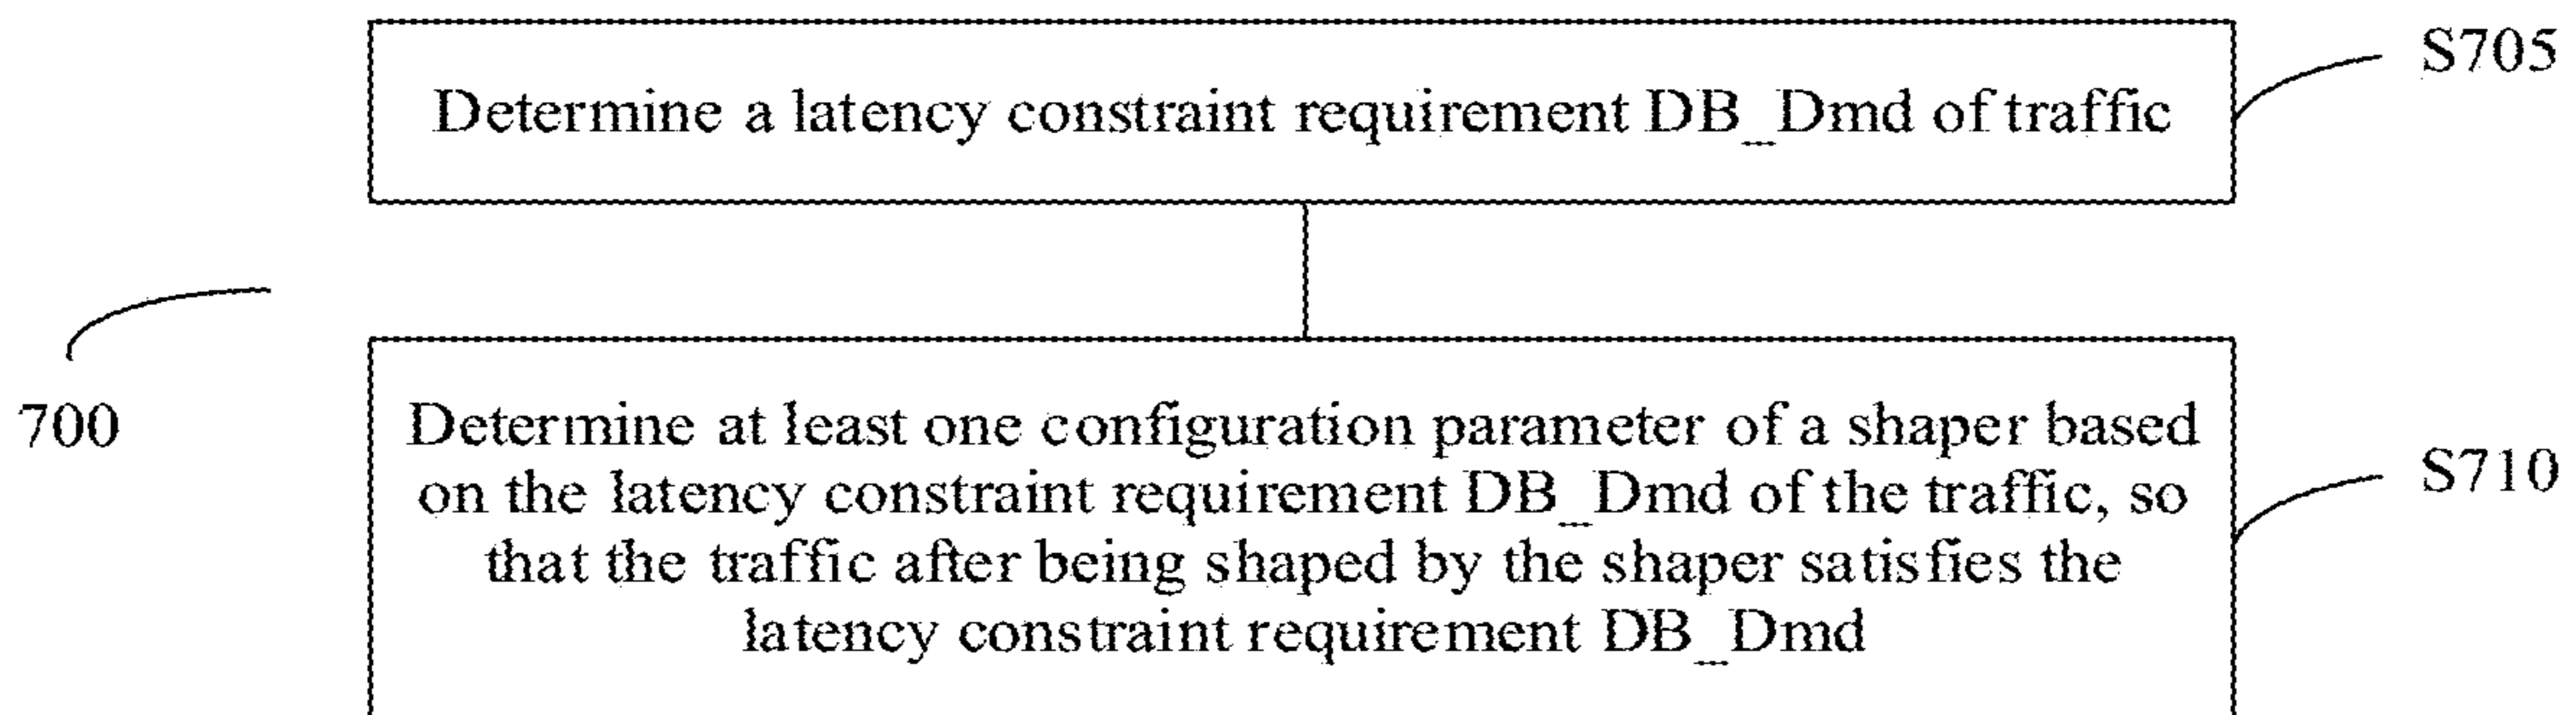 S705
Determine a latency constraint requirement DB_Dmd of traffic
700
Determine at least one configuration parameter of a shaper based
on the latency constraint requirement DB_Dmd of the traffic, so
that the traffic after being shaped by the shaper satisfies the
latency constraint requirement DB_Dmd
S710